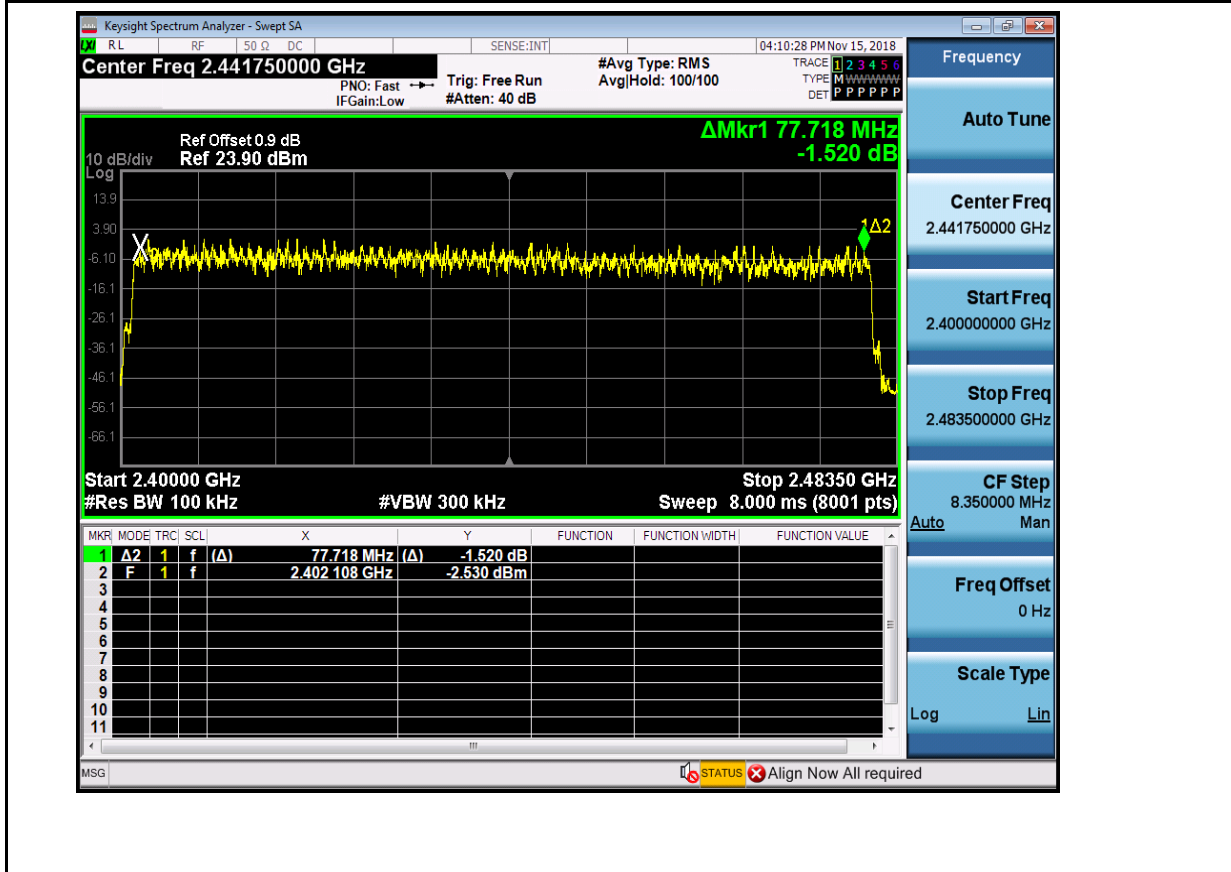 Keysight Spectrum Analyzer - Swept SA
LXI RL RF 50 Ω DC SENSE:INT 04:10:28 PM Nov 15, 2018
Center Freq 2.441750000 GHz
PNO: Fast
IFGain:Low
Trig: Free Run
#Atten: 40 dB
#Avg Type: RMS
Avg|Hold: 100/100
TRACE 1 2 3 4 5 6
TYPE M WWWWW
DET P P P P P P
Ref Offset 0.9 dB
10 dB/div Ref 23.90 dBm
Log
ΔMkr1 77.718 MHz
-1.520 dB
13.9
3.90
-6.10
-16.1
-26.1
-36.1
-46.1
-56.1
-66.1
1Δ2
Start 2.40000 GHz Stop 2.48350 GHz
#Res BW 100 kHz #VBW 300 kHz Sweep 8.000 ms (8001 pts)
MKR MODE TRC SCL X Y FUNCTION FUNCTION WIDTH FUNCTION VALUE
1 Δ2 1 f (Δ) 77.718 MHz (Δ) -1.520 dB
2 F 1 f 2.402 108 GHz -2.530 dBm
3
4
5
6
7
8
9
10
11
MSG STATUS Align Now All required
Frequency
Auto Tune
Center Freq
2.441750000 GHz
Start Freq
2.400000000 GHz
Stop Freq
2.483500000 GHz
CF Step
8.350000 MHz
Auto Man
Freq Offset
0 Hz
Scale Type
Log Lin